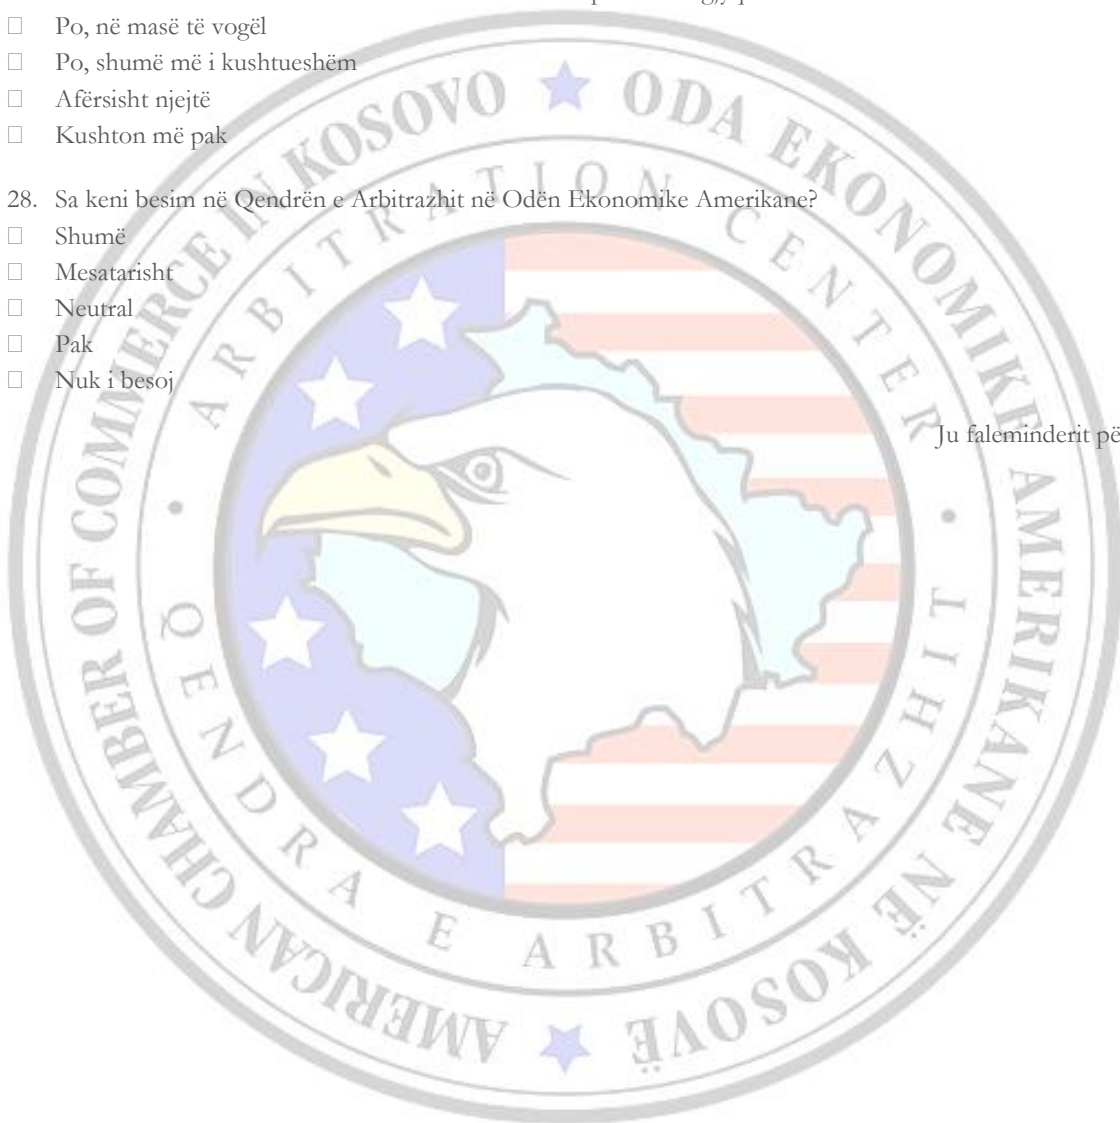 ☐ Po, në masë të vogël
☐ Po, shumë më i kushtueshëm
☐ Afërsisht njejtë
☐ Kushton më pak
28. Sa keni besim në Qendrën e Arbitrazhit në Odën Ekonomike Amerikane?
☐ Shumë
☐ Mesatarisht
☐ Neutral
☐ Pak
☐ Nuk i besoj
Ju faleminderit pë
AMERICAN CHAMBER OF COMMERCE IN KOSOVO ★ ODA EKONOMIKE AMERIKANE NË KOSOVË ★
ARBITRATION CENTER • QENDRA E ARBITRAZHIT •